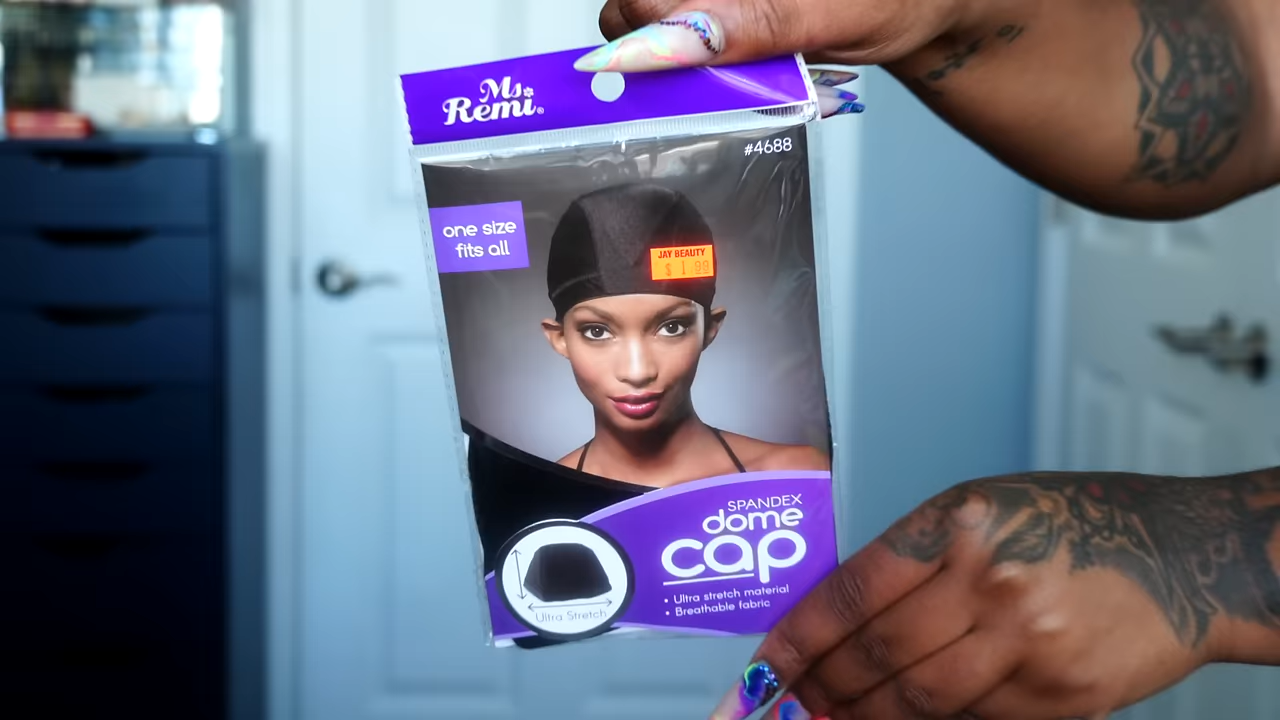 Ms.
Remi®
#4688
one size
fits all
JAY BEAUTY
$ 1.99
SPANDEX
dome
cap
• Ultra stretch material
• Breathable fabric
Ultra Stretch